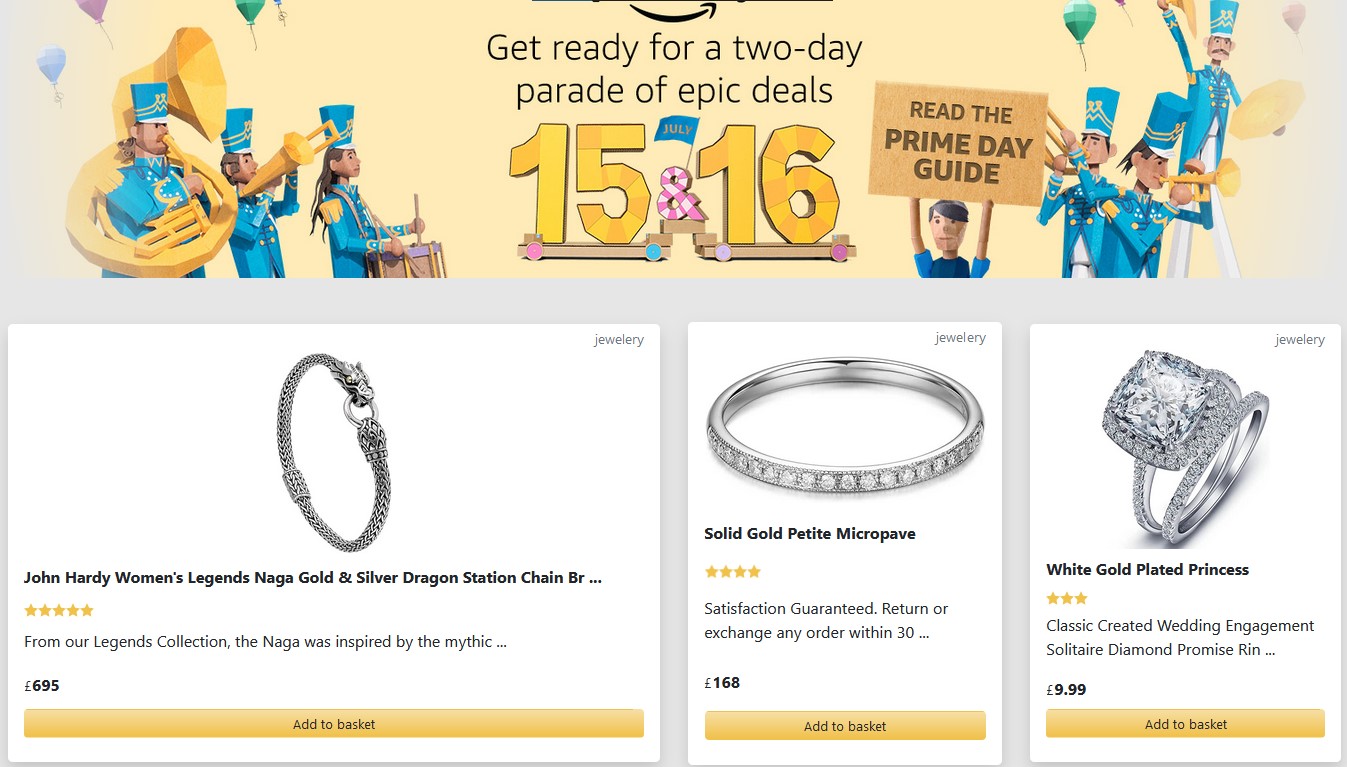 Get ready for a two-day
parade of epic deals
JULY
15 & 16
READ THE
PRIME DAY
GUIDE
jewelery
John Hardy Women's Legends Naga Gold & Silver Dragon Station Chain Br ...
From our Legends Collection, the Naga was inspired by the mythic ...
£695
Add to basket
jewelery
Solid Gold Petite Micropave
Satisfaction Guaranteed. Return or
exchange any order within 30 ...
£168
Add to basket
jewelery
White Gold Plated Princess
Classic Created Wedding Engagement
Solitaire Diamond Promise Rin ...
£9.99
Add to basket